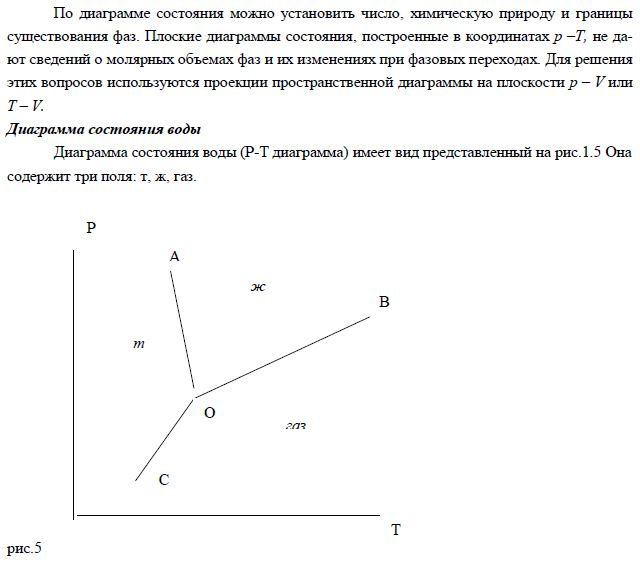 По диаграмме состояния можно установить число, химическую природу и границы
существования фаз. Плоские диаграммы состояния, построенные в координатах p –T, не да-
ют сведений о молярных объемах фаз и их изменениях при фазовых переходах. Для решения
этих вопросов используются проекции пространственной диаграммы на плоскости p – V или
T – V.
Диаграмма состояния воды
Диаграмма состояния воды (P-T диаграмма) имеет вид представленный на рис.1.5 Она
содержит три поля: т, ж, газ.
P
A
ж
B
т
O
газ
C
T
рис.5